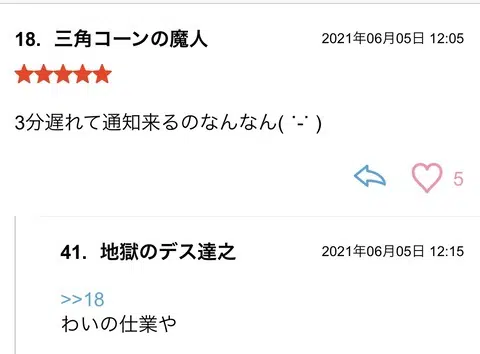 18. 三角コーンの魔人 2021年06月05日 12:05
★★★★★
3分遅れて通知来るのなんなん( ˙-˙ )
5
41. 地獄のデス達之 2021年06月05日 12:15
>>18
わいの仕業や